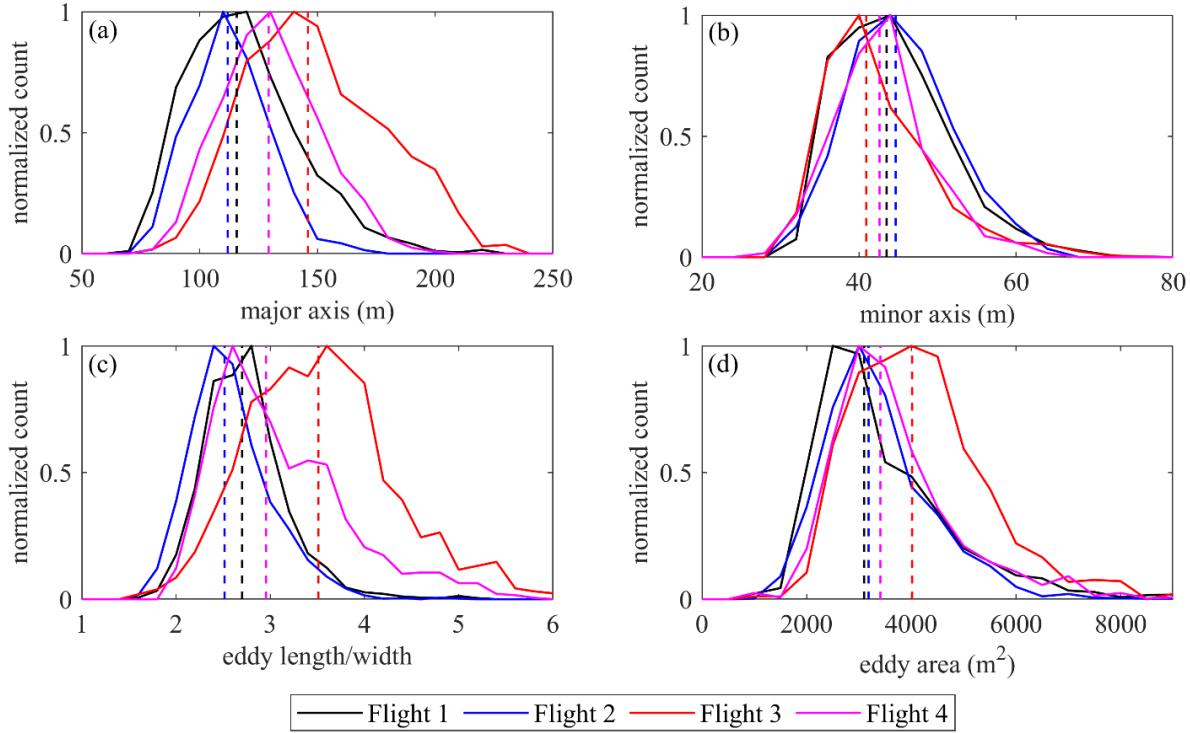 (a)
normalized count
1
0.5
0
50 100 150 200 250
major axis (m)
(b)
normalized count
1
0.5
0
20 40 60 80
minor axis (m)
(c)
normalized count
1
0.5
0
1 2 3 4 5 6
eddy length/width
(d)
normalized count
1
0.5
0
0 2000 4000 6000 8000
eddy area (m²)
Flight 1 Flight 2 Flight 3 Flight 4